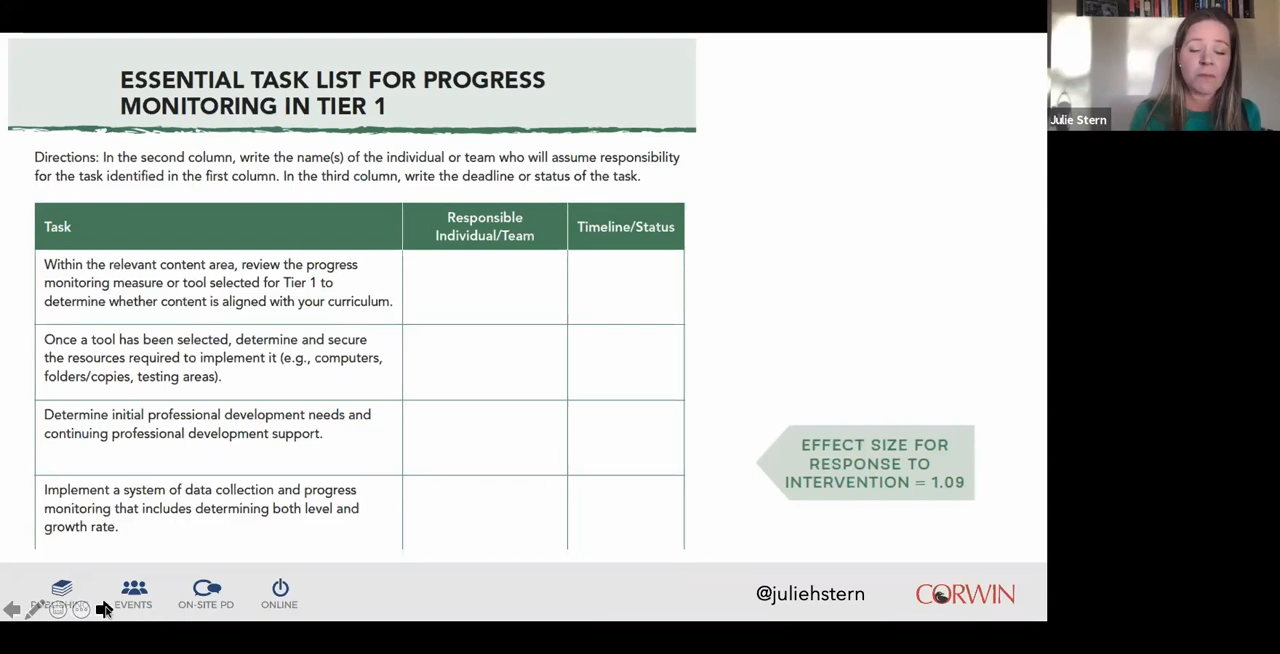 ESSENTIAL TASK LIST FOR PROGRESS
MONITORING IN TIER 1
Directions: In the second column, write the name(s) of the individual or team who will assume responsibility
for the task identified in the first column. In the third column, write the deadline or status of the task.
Task
Responsible
Individual/Team
Timeline/Status
Within the relevant content area, review the progress
monitoring measure or tool selected for Tier 1 to
determine whether content is aligned with your curriculum.
Once a tool has been selected, determine and secure
the resources required to implement it (e.g., computers,
folders/copies, testing areas).
Determine initial professional development needs and
continuing professional development support.
Implement a system of data collection and progress
monitoring that includes determining both level and
growth rate.
EFFECT SIZE FOR
RESPONSE TO
INTERVENTION = 1.09
EVENTS
ON-SITE PD
ONLINE
@juliehstern
CORWIN
Julie Stern